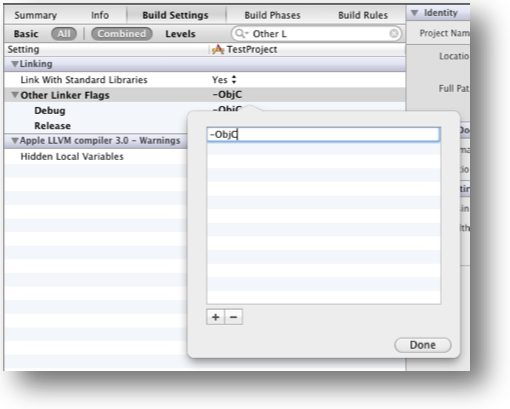 Summary Info Build Settings Build Phases Build Rules Identity
Basic All Combined Levels Other L Project Nam
Setting TestProject
Linking Locatio
Link With Standard Libraries Yes
Other Linker Flags -ObjC Full Pat
Debug -ObjC
Release
-ObjC
Apple LLVM compiler 3.0 - Warnings
Hidden Local Variables
+ −
Done